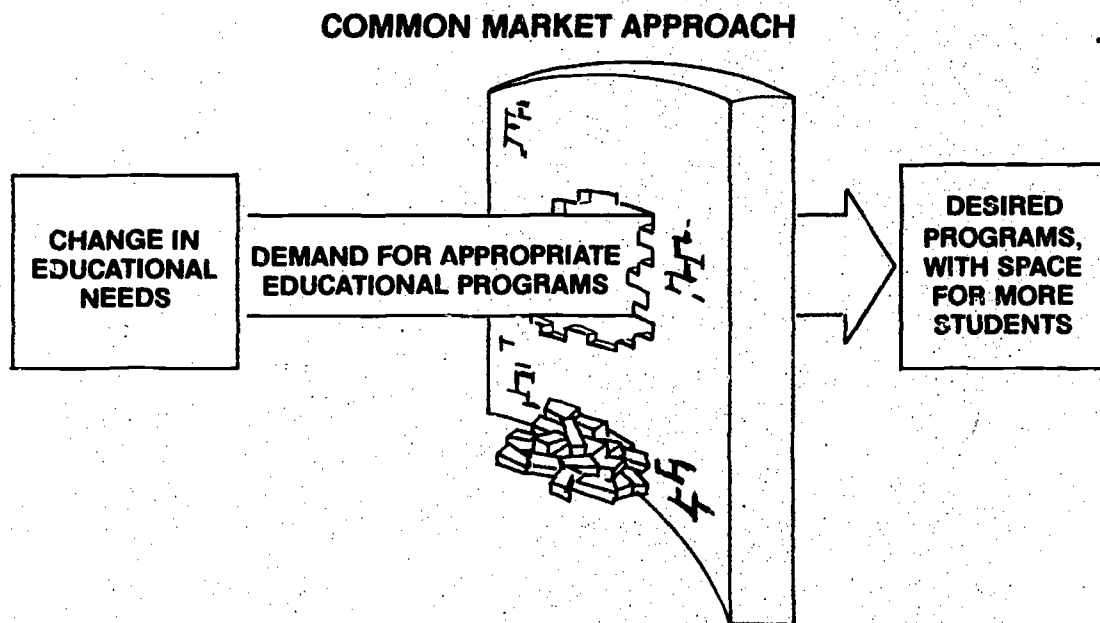 COMMON MARKET APPROACH
CHANGE IN
EDUCATIONAL
NEEDS
DEMAND FOR APPROPRIATE
EDUCATIONAL PROGRAMS
DESIRED
PROGRAMS,
WITH SPACE
FOR MORE
STUDENTS